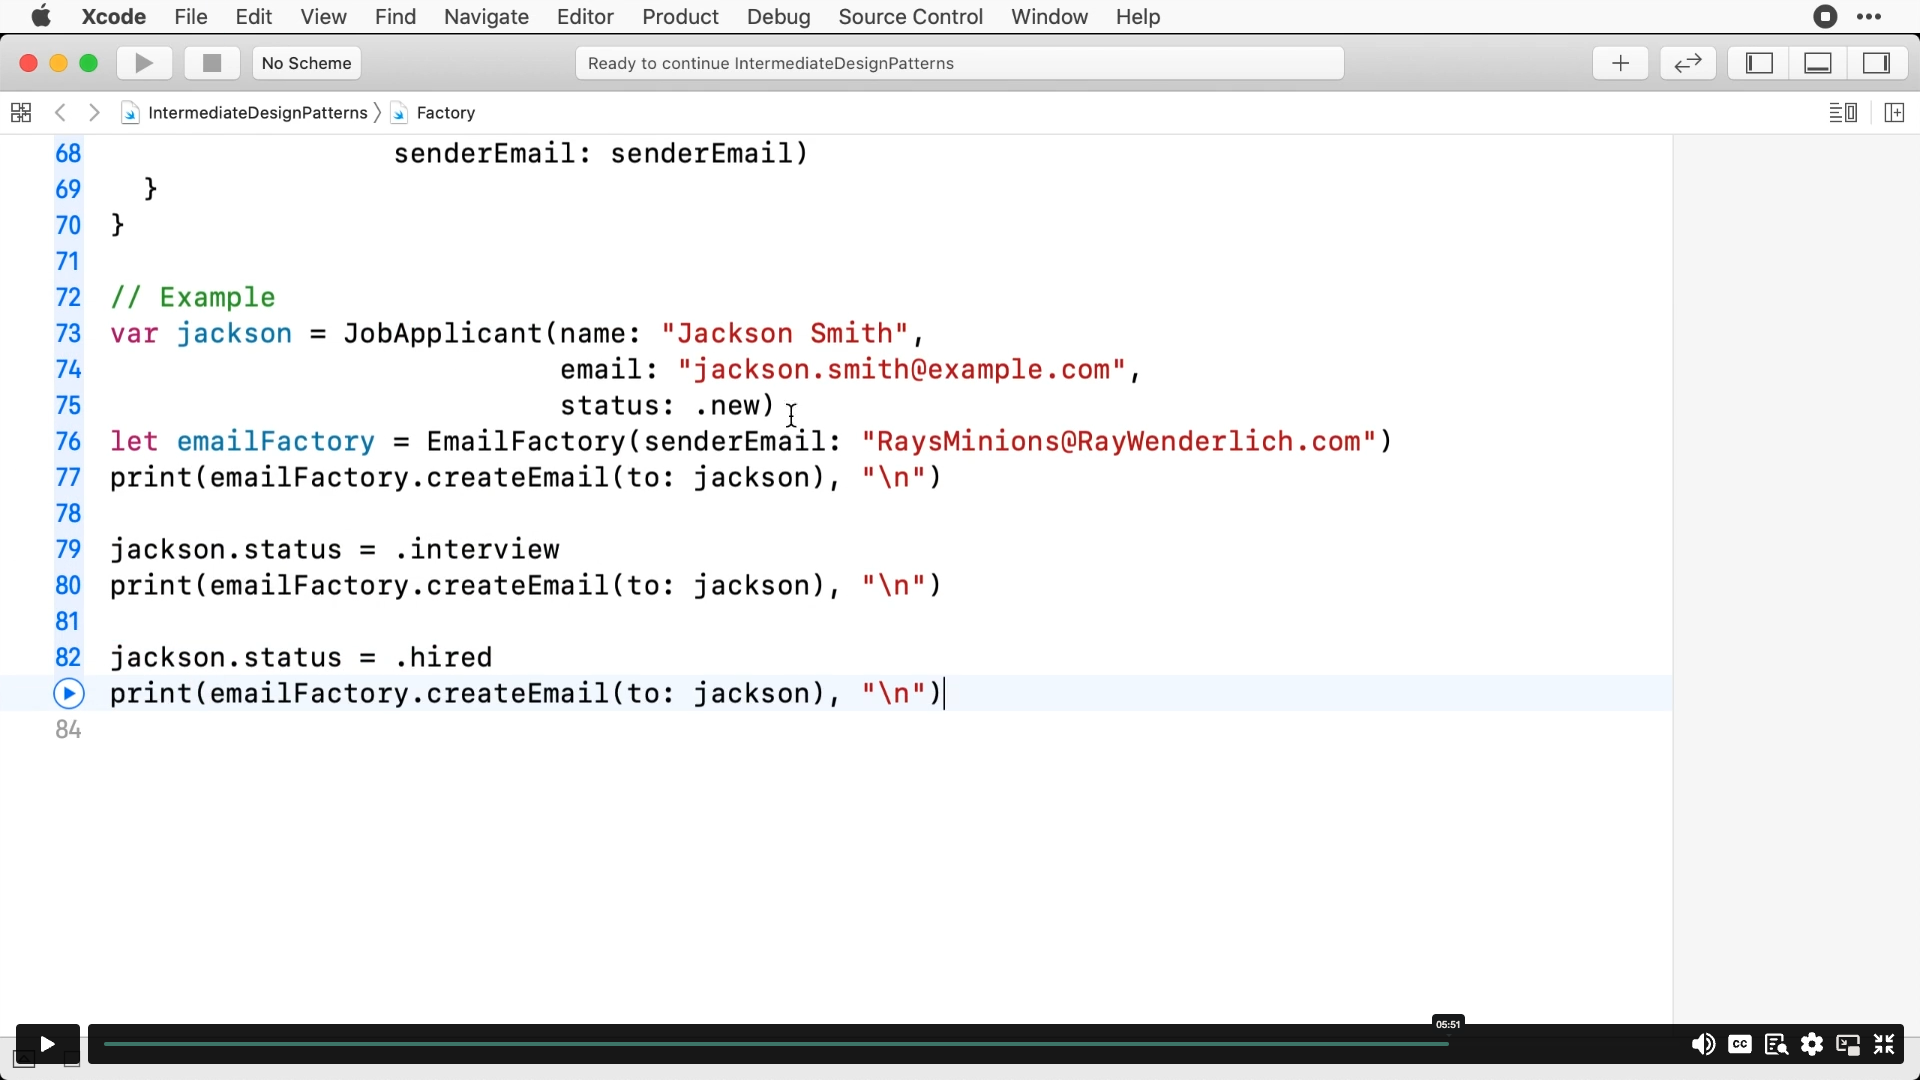 Xcode File Edit View Find Navigate Editor Product Debug Source Control Window Help
No Scheme
Ready to continue IntermediateDesignPatterns
IntermediateDesignPatterns Factory
68 senderEmail: senderEmail)
69 }
70 }
71
72 // Example
73 var jackson = JobApplicant(name: "Jackson Smith",
74 email: "jackson.smith@example.com",
75 status: .new)
76 let emailFactory = EmailFactory(senderEmail: "RaysMinions@RayWenderlich.com")
77 print(emailFactory.createEmail(to: jackson), "\n")
78
79 jackson.status = .interview
80 print(emailFactory.createEmail(to: jackson), "\n")
81
82 jackson.status = .hired
print(emailFactory.createEmail(to: jackson), "\n")
84
05:51
CC